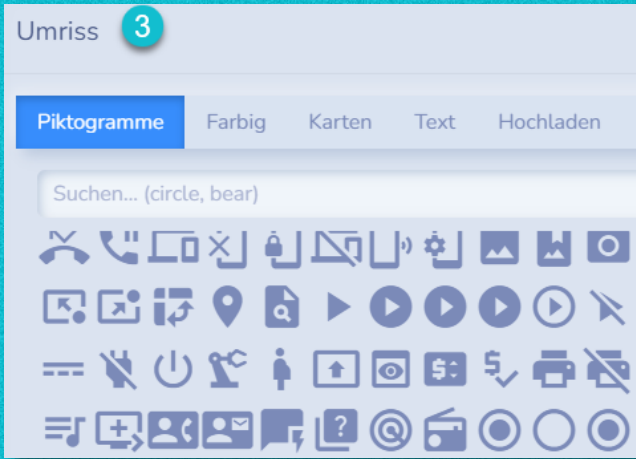 Umriss 3
Piktogramme Farbig Karten Text Hochladen
Suchen... (circle, bear)